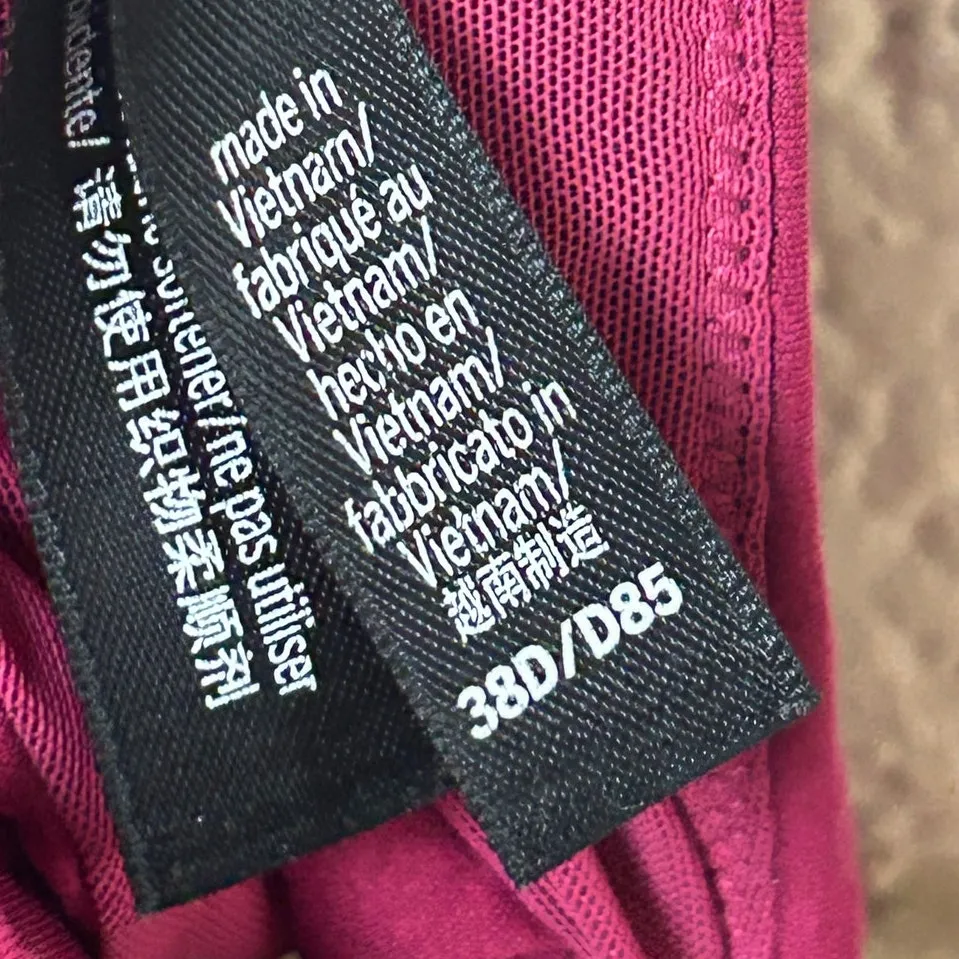 made in
Vietnam/
fabriqué au
Vietnam/
hecho en
Vietnam/
fabbricato in
Vietnam/
越南制造
38D/D85
softener/ne pas utiliser
请勿使用织物柔顺剂